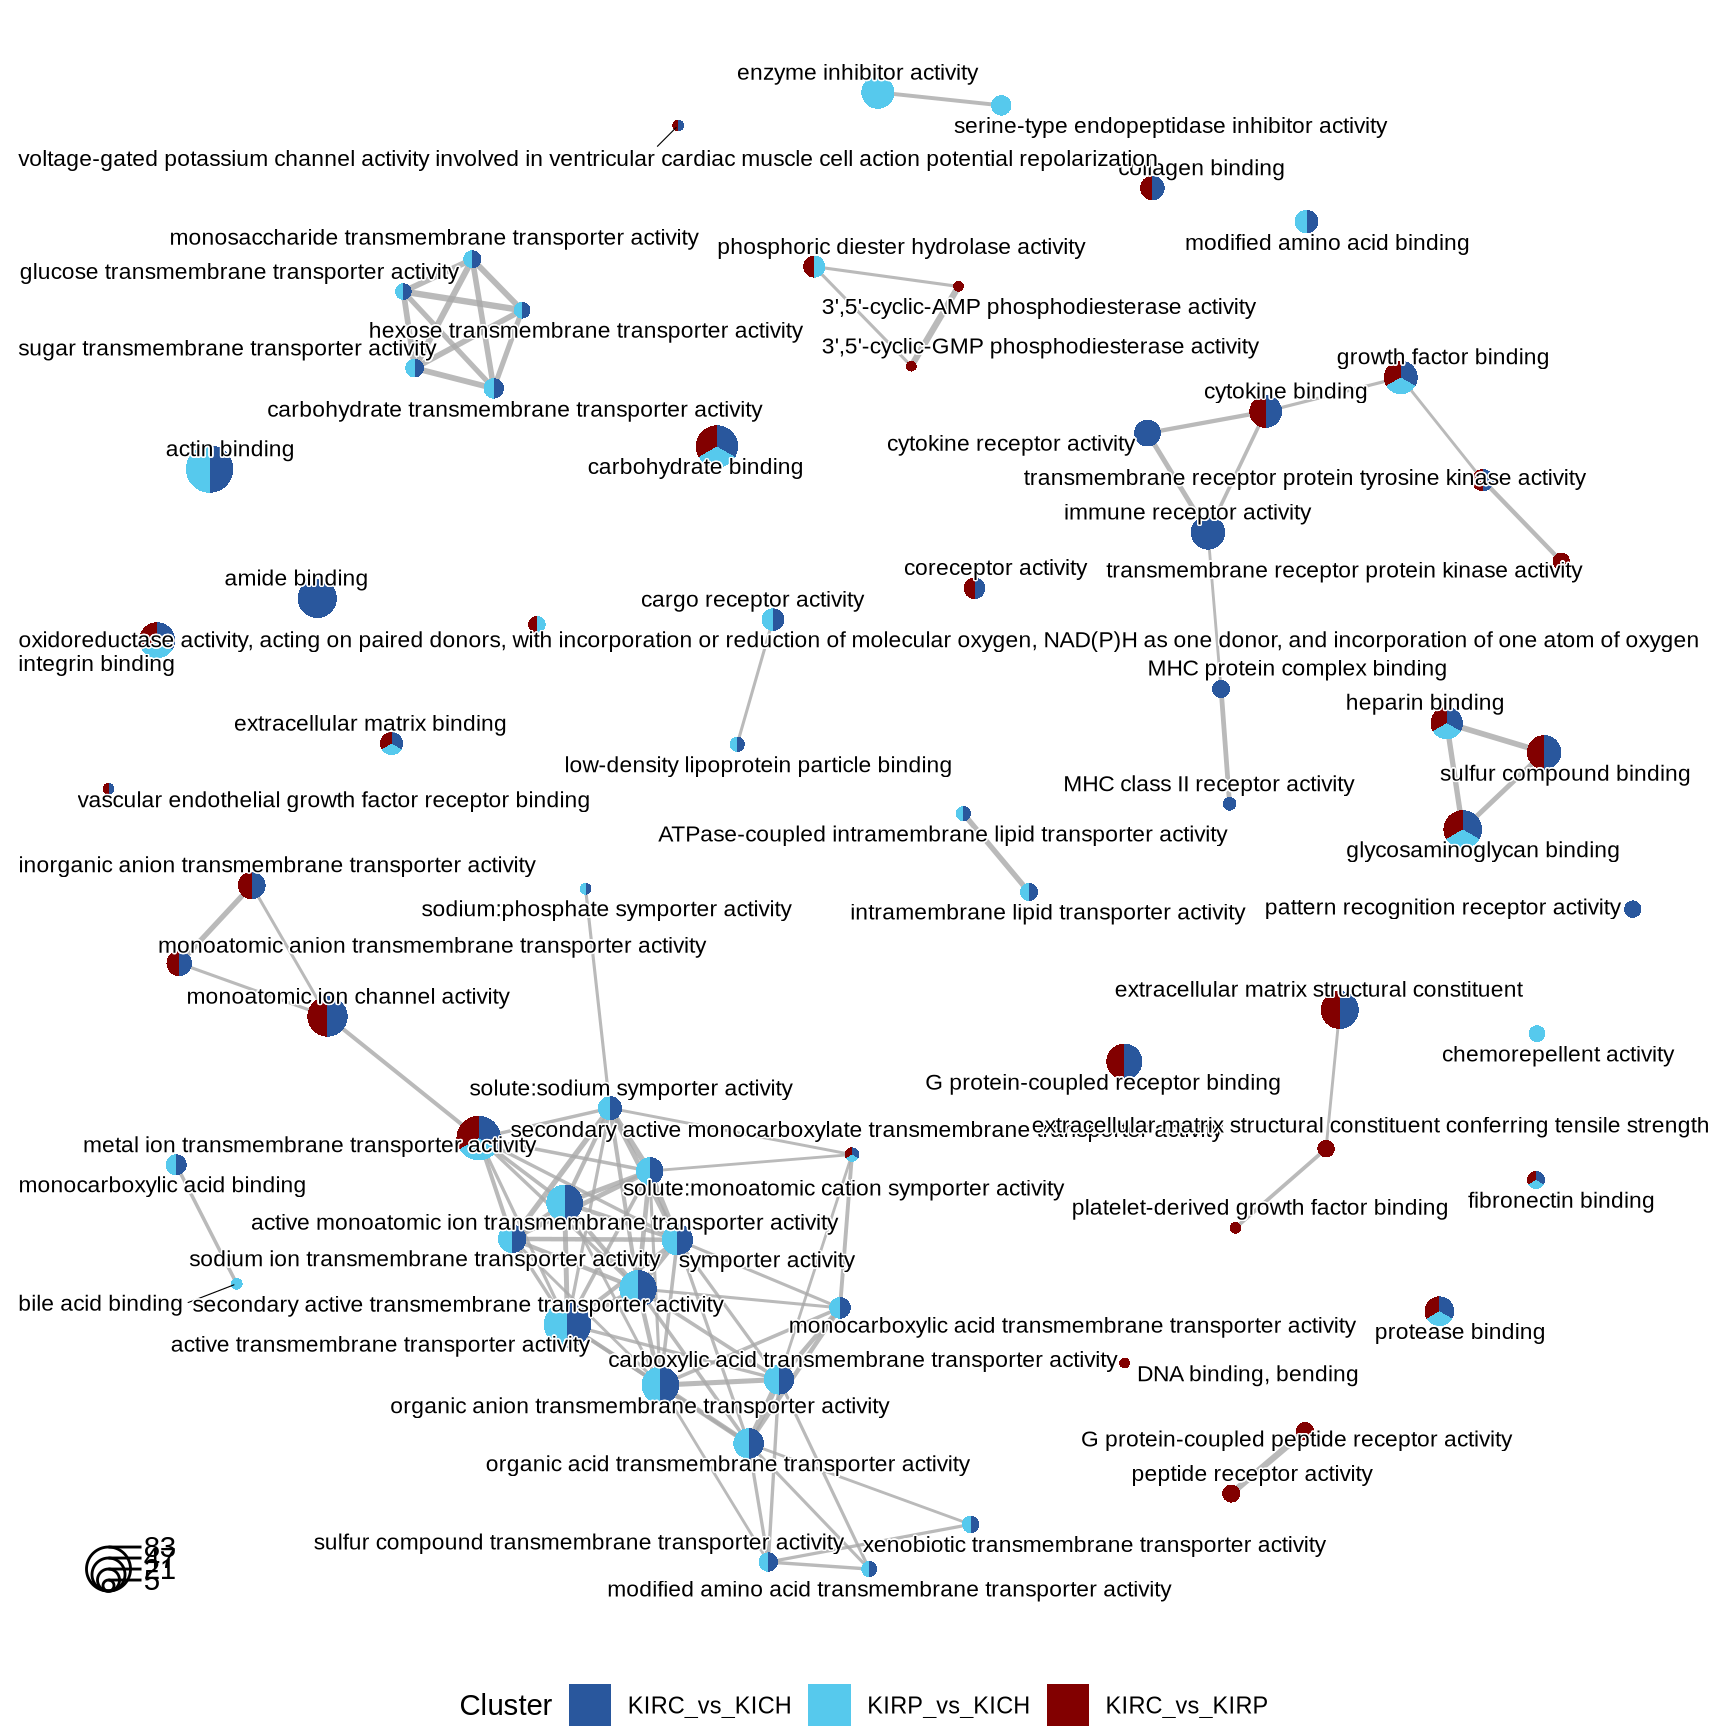 enzyme inhibitor activity
serine-type endopeptidase inhibitor activity
voltage-gated potassium channel activity involved in ventricular cardiac muscle cell action potential repolarization
collagen binding
modified amino acid binding
monosaccharide transmembrane transporter activity
phosphoric diester hydrolase activity
glucose transmembrane transporter activity
3',5'-cyclic-AMP phosphodiesterase activity
hexose transmembrane transporter activity
sugar transmembrane transporter activity
3',5'-cyclic-GMP phosphodiesterase activity
growth factor binding
cytokine binding
carbohydrate transmembrane transporter activity
actin binding
cytokine receptor activity
carbohydrate binding
transmembrane receptor protein tyrosine kinase activity
immune receptor activity
amide binding
coreceptor activity
transmembrane receptor protein kinase activity
cargo receptor activity
oxidoreductase activity, acting on paired donors, with incorporation or reduction of molecular oxygen, NAD(P)H as one donor, and incorporation of one atom of oxygen
integrin binding
MHC protein complex binding
heparin binding
extracellular matrix binding
low-density lipoprotein particle binding
sulfur compound binding
MHC class II receptor activity
vascular endothelial growth factor receptor binding
ATPase-coupled intramembrane lipid transporter activity
glycosaminoglycan binding
inorganic anion transmembrane transporter activity
sodium:phosphate symporter activity
intramembrane lipid transporter activity
pattern recognition receptor activity
monoatomic anion transmembrane transporter activity
monoatomic ion channel activity
extracellular matrix structural constituent
chemorepellent activity
G protein-coupled receptor binding
solute:sodium symporter activity
secondary active monocarboxylate transmembrane transporter activity
extracellular matrix structural constituent conferring tensile strength
metal ion transmembrane transporter activity
monocarboxylic acid binding
solute:monoatomic cation symporter activity
platelet-derived growth factor binding
fibronectin binding
active monoatomic ion transmembrane transporter activity
sodium ion transmembrane transporter activity
symporter activity
bile acid binding
secondary active transmembrane transporter activity
monocarboxylic acid transmembrane transporter activity
protease binding
active transmembrane transporter activity
carboxylic acid transmembrane transporter activity
DNA binding, bending
organic anion transmembrane transporter activity
G protein-coupled peptide receptor activity
organic acid transmembrane transporter activity
peptide receptor activity
sulfur compound transmembrane transporter activity
xenobiotic transmembrane transporter activity
modified amino acid transmembrane transporter activity
83
21
5
Cluster KIRC_vs_KICH KIRP_vs_KICH KIRC_vs_KIRP